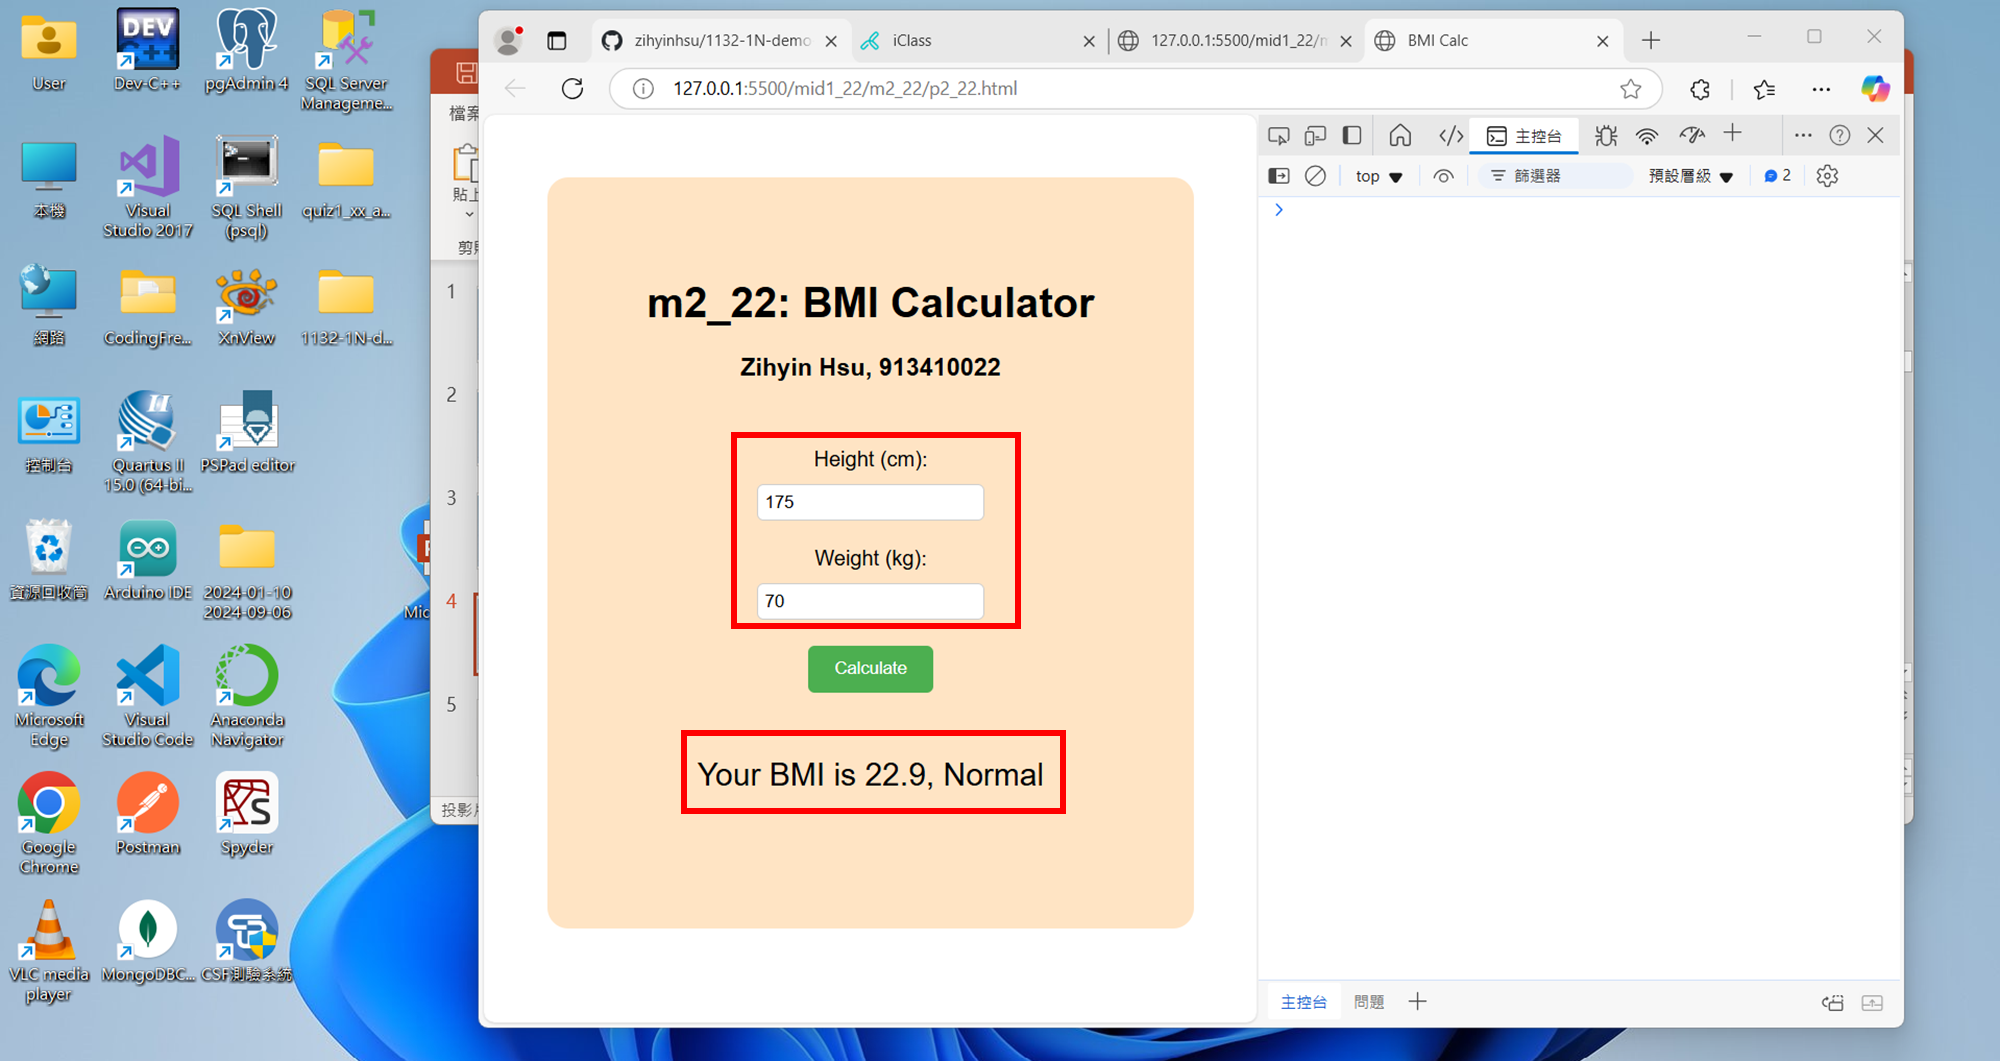 User
Dev-C++
pgAdmin 4
SQL Server
Manageme...
本機
Visual
Studio 2017
SQL Shell
(psql)
quiz1_xx_a...
網路
CodingFre...
XnView
1132-1N-d...
控制台
Quartus II
15.0 (64-bi...
PSPad editor
資源回收筒
Arduino IDE
2024-01-10
2024-09-06
Mic
Microsoft
Edge
Visual
Studio Code
Anaconda
Navigator
Google
Chrome
Postman
Spyder
VLC media
player
MongoDBC...
CSF測驗系統
檔案
貼上
剪
1
2
3
4
5
投影
zihyinhsu/1132-1N-demo
iClass
127.0.0.1:5500/mid1_22/m
BMI Calc
127.0.0.1:5500/mid1_22/m2_22/p2_22.html
主控台
top
篩選器
預設層級
2
m2_22: BMI Calculator
Zihyin Hsu, 913410022
Height (cm):
175
Weight (kg):
70
Calculate
Your BMI is 22.9, Normal
主控台
問題